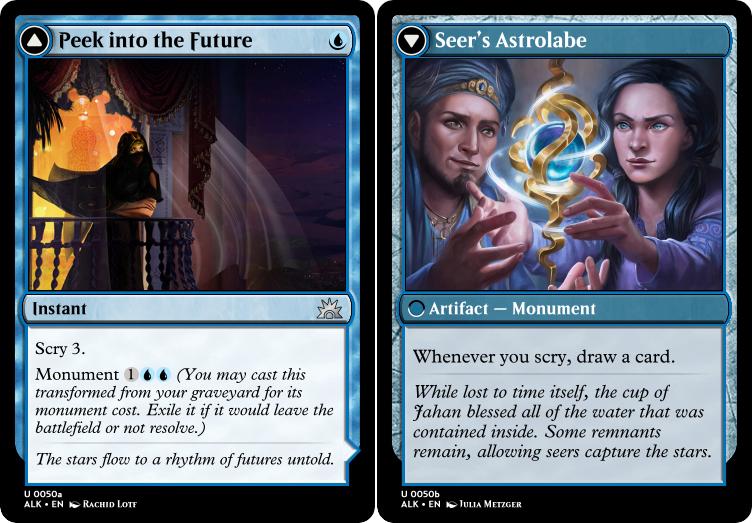 Peek into the Future
Instant
Scry 3.
Monument 1 (You may cast this
transformed from your graveyard for its
monument cost. Exile it if it would leave the
battlefield or not resolve.)
The stars flow to a rhythm of futures untold.
U 0050a
ALK • EN Rachid Lotf
Seer's Astrolabe
Artifact — Monument
Whenever you scry, draw a card.
While lost to time itself, the cup of
Jahan blessed all of the water that was
contained inside. Some remnants
remain, allowing seers capture the stars.
U 0050b
ALK • EN Julia Metzger